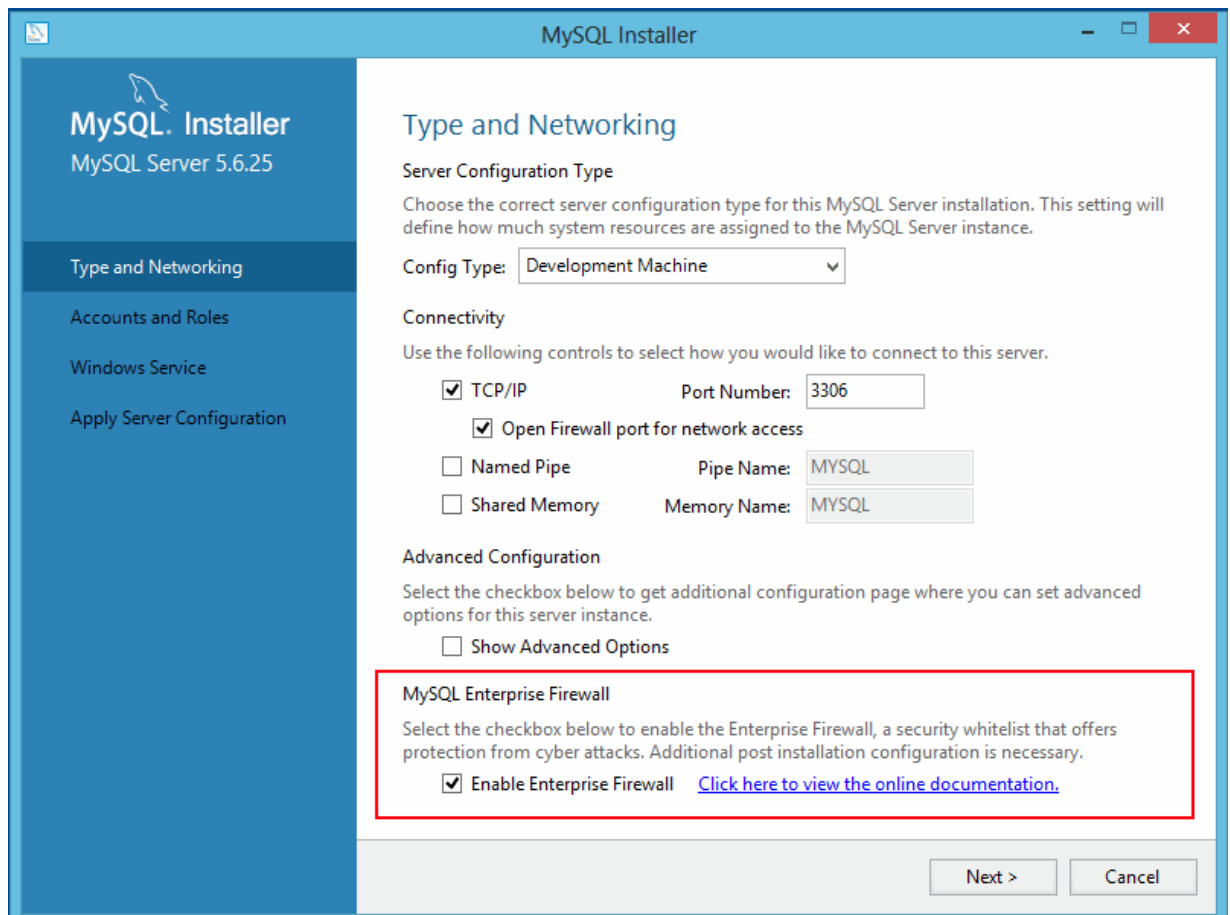 MySQL Installer
MySQL. Installer
MySQL Server 5.6.25
Type and Networking
Accounts and Roles
Windows Service
Apply Server Configuration
Type and Networking
Server Configuration Type
Choose the correct server configuration type for this MySQL Server installation. This setting will
define how much system resources are assigned to the MySQL Server instance.
Config Type: Development Machine
Connectivity
Use the following controls to select how you would like to connect to this server.
TCP/IP Port Number: 3306
Open Firewall port for network access
Named Pipe Pipe Name: MYSQL
Shared Memory Memory Name: MYSQL
Advanced Configuration
Select the checkbox below to get additional configuration page where you can set advanced
options for this server instance.
Show Advanced Options
MySQL Enterprise Firewall
Select the checkbox below to enable the Enterprise Firewall, a security whitelist that offers
protection from cyber attacks. Additional post installation configuration is necessary.
Enable Enterprise Firewall Click here to view the online documentation.
Next > Cancel